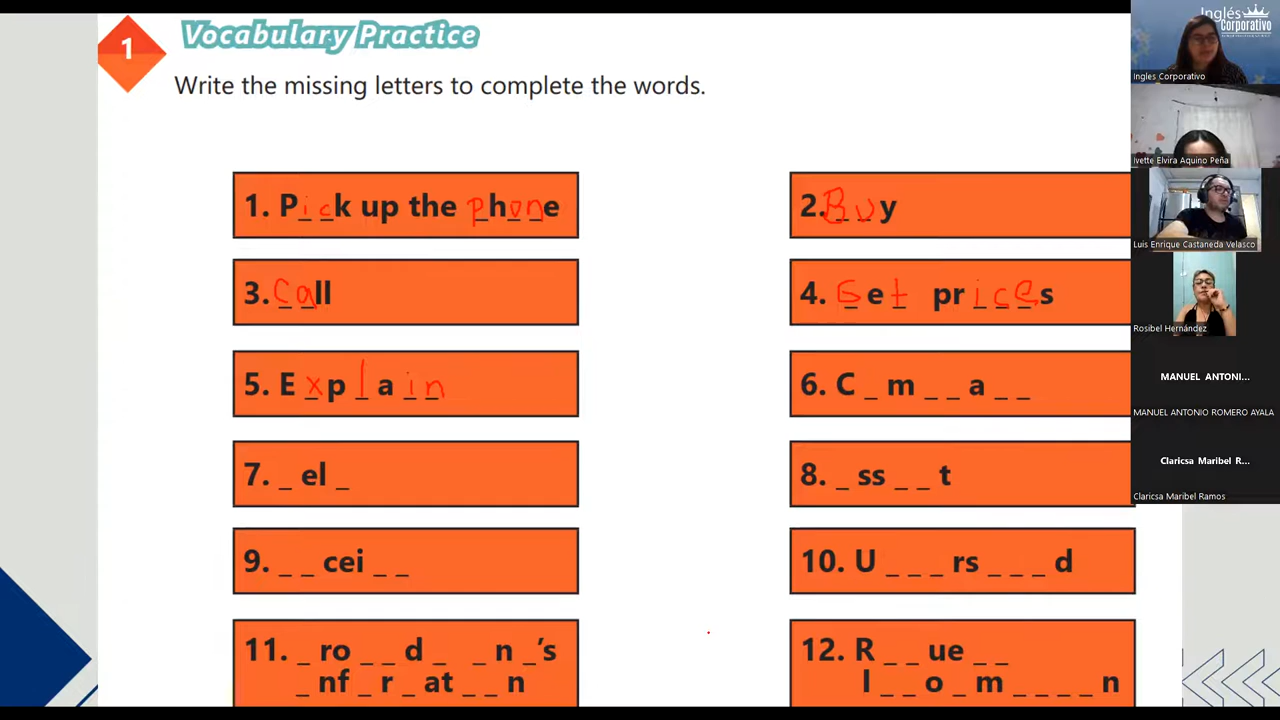 1
Vocabulary Practice
Write the missing letters to complete the words.
1. Pick up the phone
2. Buy
3. Call
4. Get prices
5. Explain
6. C _ m _ _ a _ _
7. _ el _
8. _ ss _ _ t
9. _ _ cei _ _
10. U _ _ _ rs _ _ _ d
11. _ ro _ _ d _ _ n _'s
_ nf _ r _ at _ _ n
12. R _ _ ue _ _
I _ _ o _ m _ _ _ _ n
Inglés
Corporativo
Ingles Corporativo
Ivette Elvira Aquino Peña
Luis Enrique Castaneda Velasco
Rosibel Hernández
MANUEL ANTONI...
MANUEL ANTONIO ROMERO AYALA
Claricsa Maribel R...
Claricsa Maribel Ramos